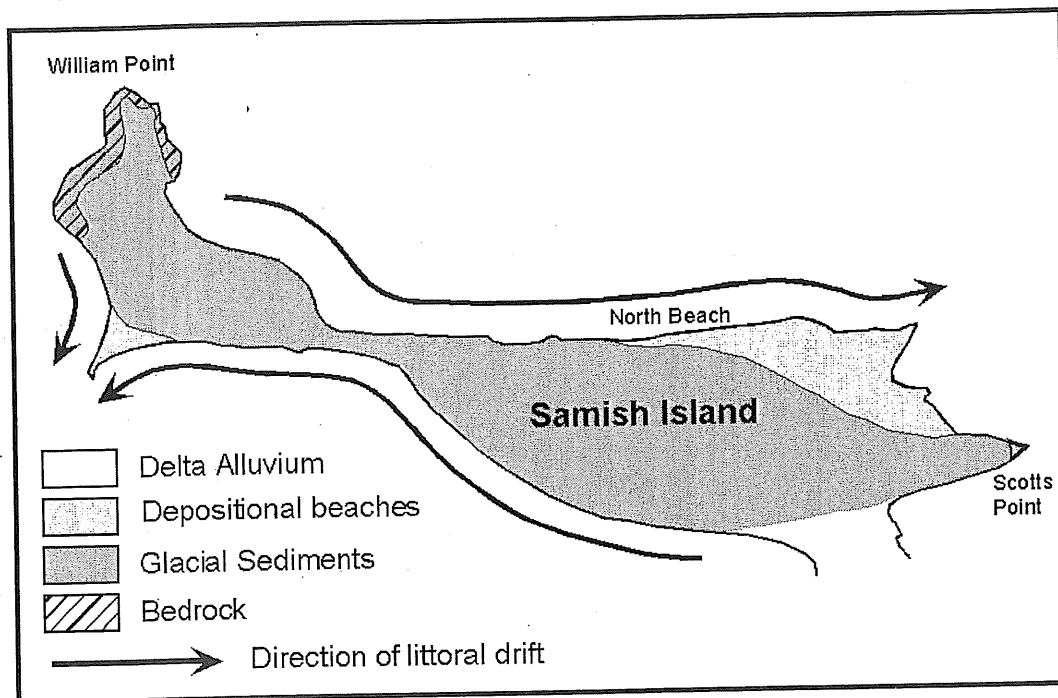 William Point
North Beach
Samish Island
Scotts
Point
Delta Alluvium
Depositional beaches
Glacial Sediments
Bedrock
Direction of littoral drift